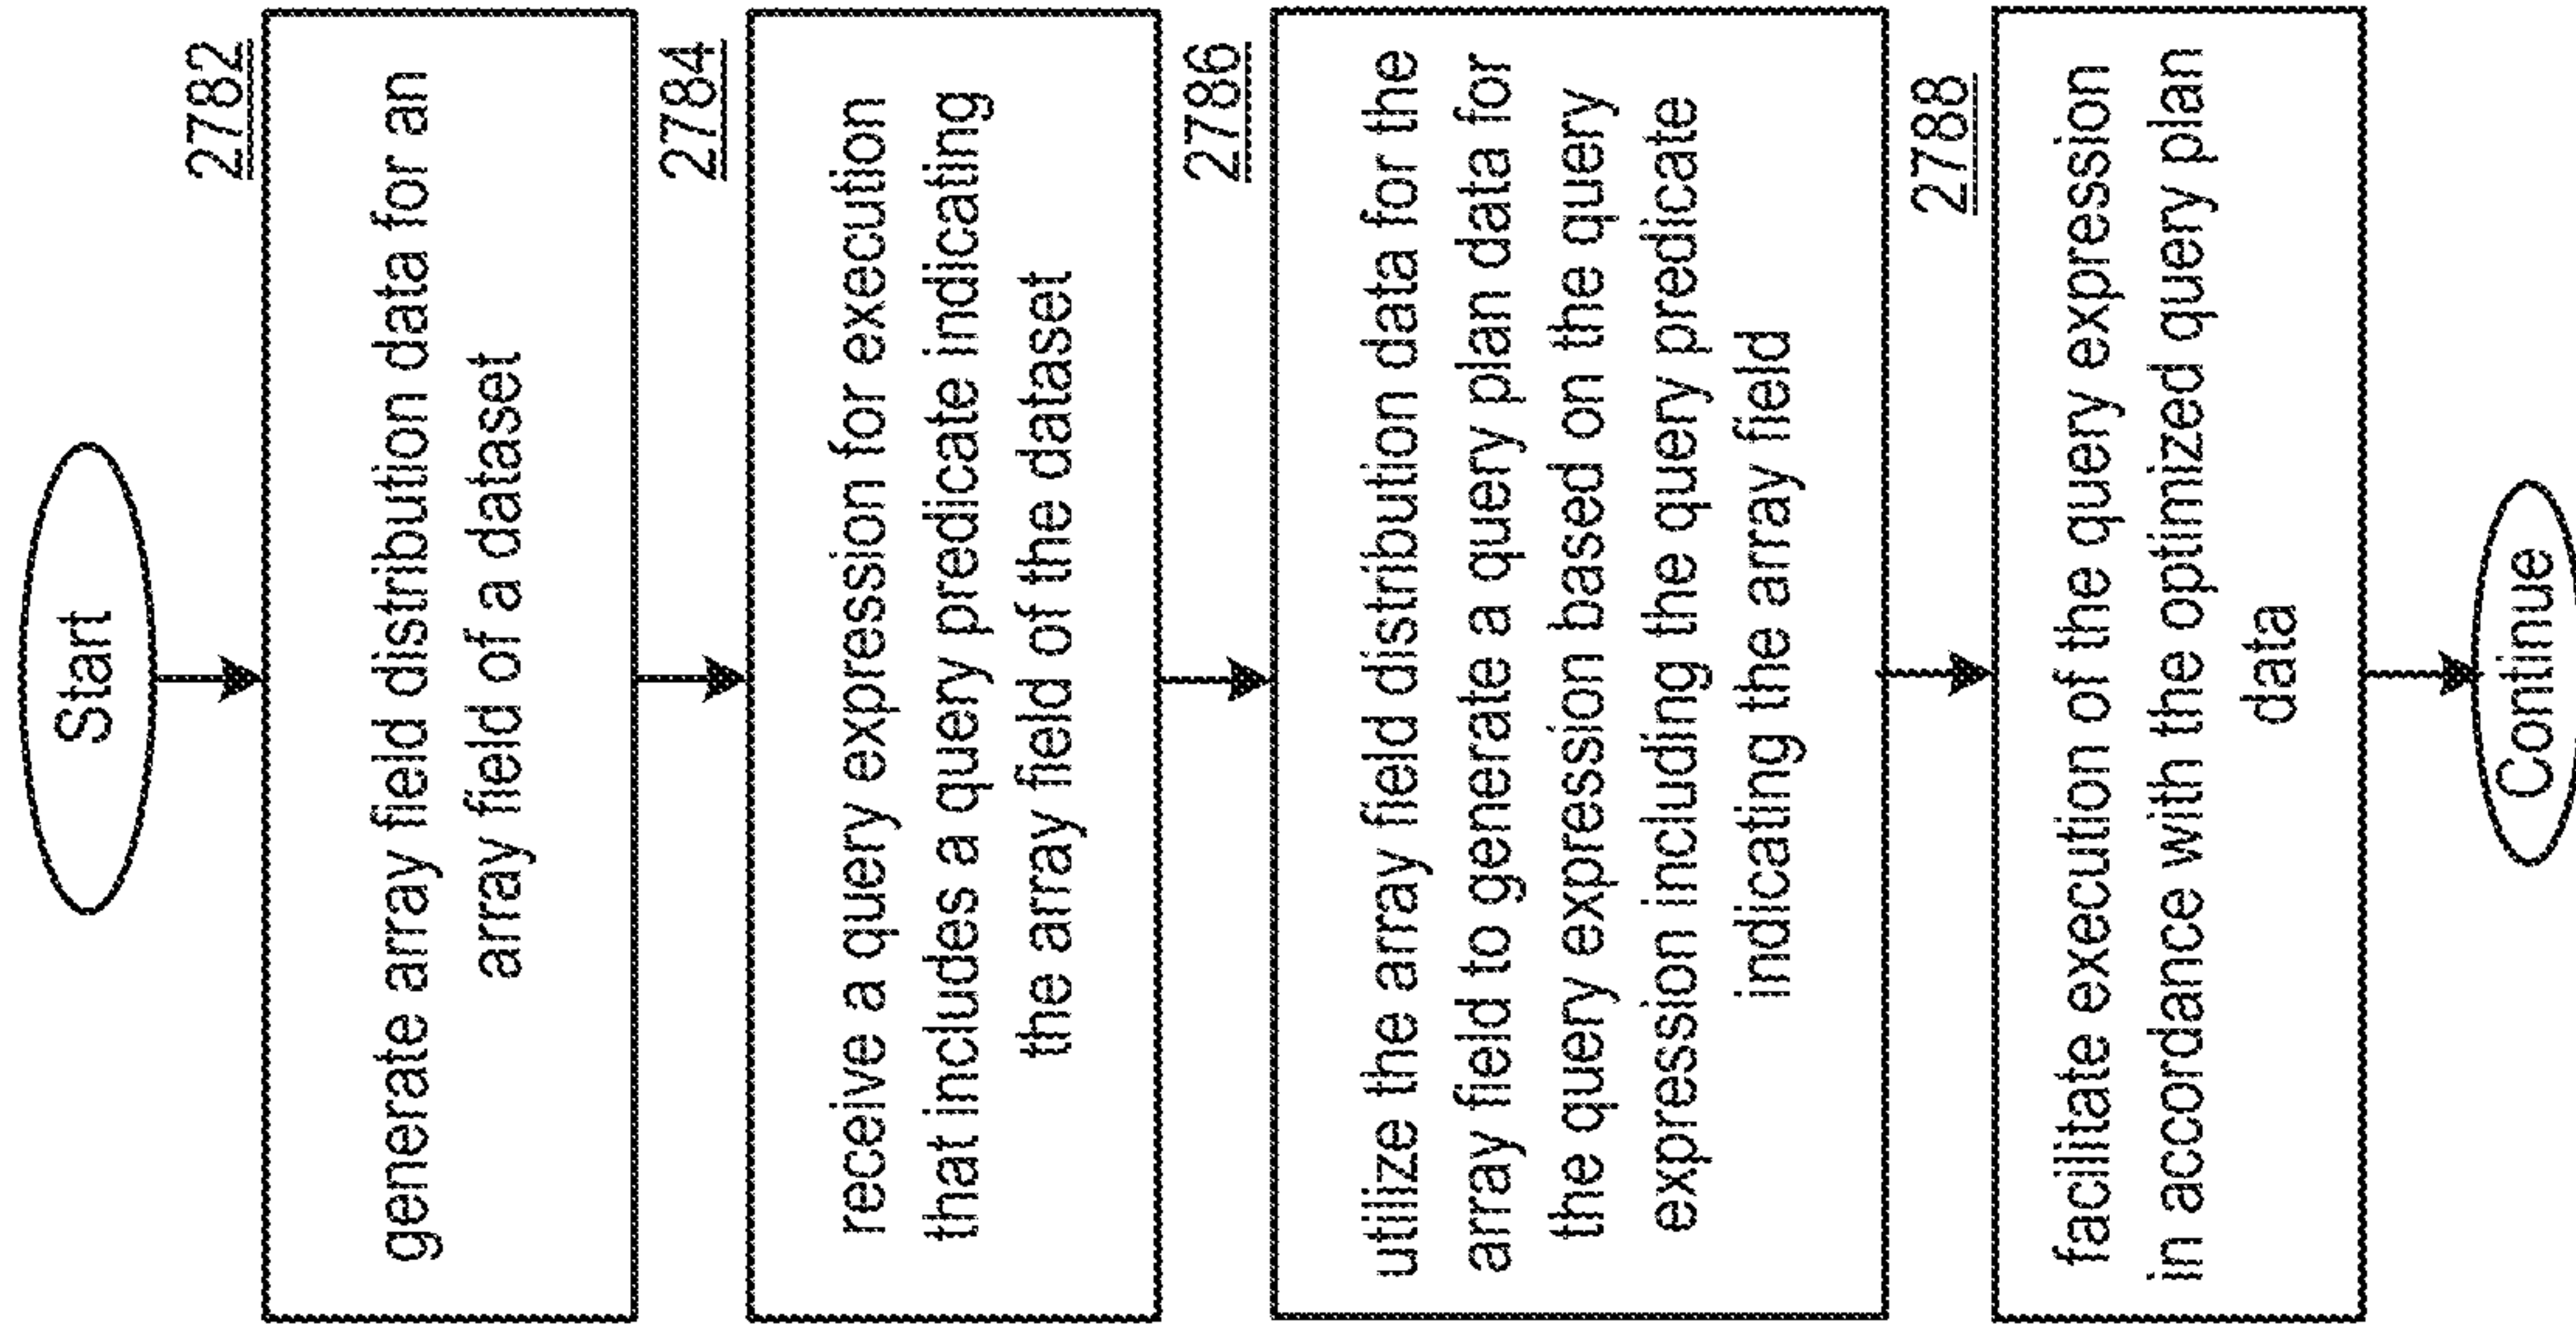 Start
2782
generate array field distribution data for an
array field of a dataset
2784
receive a query expression for execution
that includes a query predicate indicating
the array field of the dataset
2786
utilize the array field distribution data for the
array field to generate a query plan data for
the query expression based on the query
expression including the query predicate
indicating the array field
2788
facilitate execution of the query expression
in accordance with the optimized query plan
data
Continue